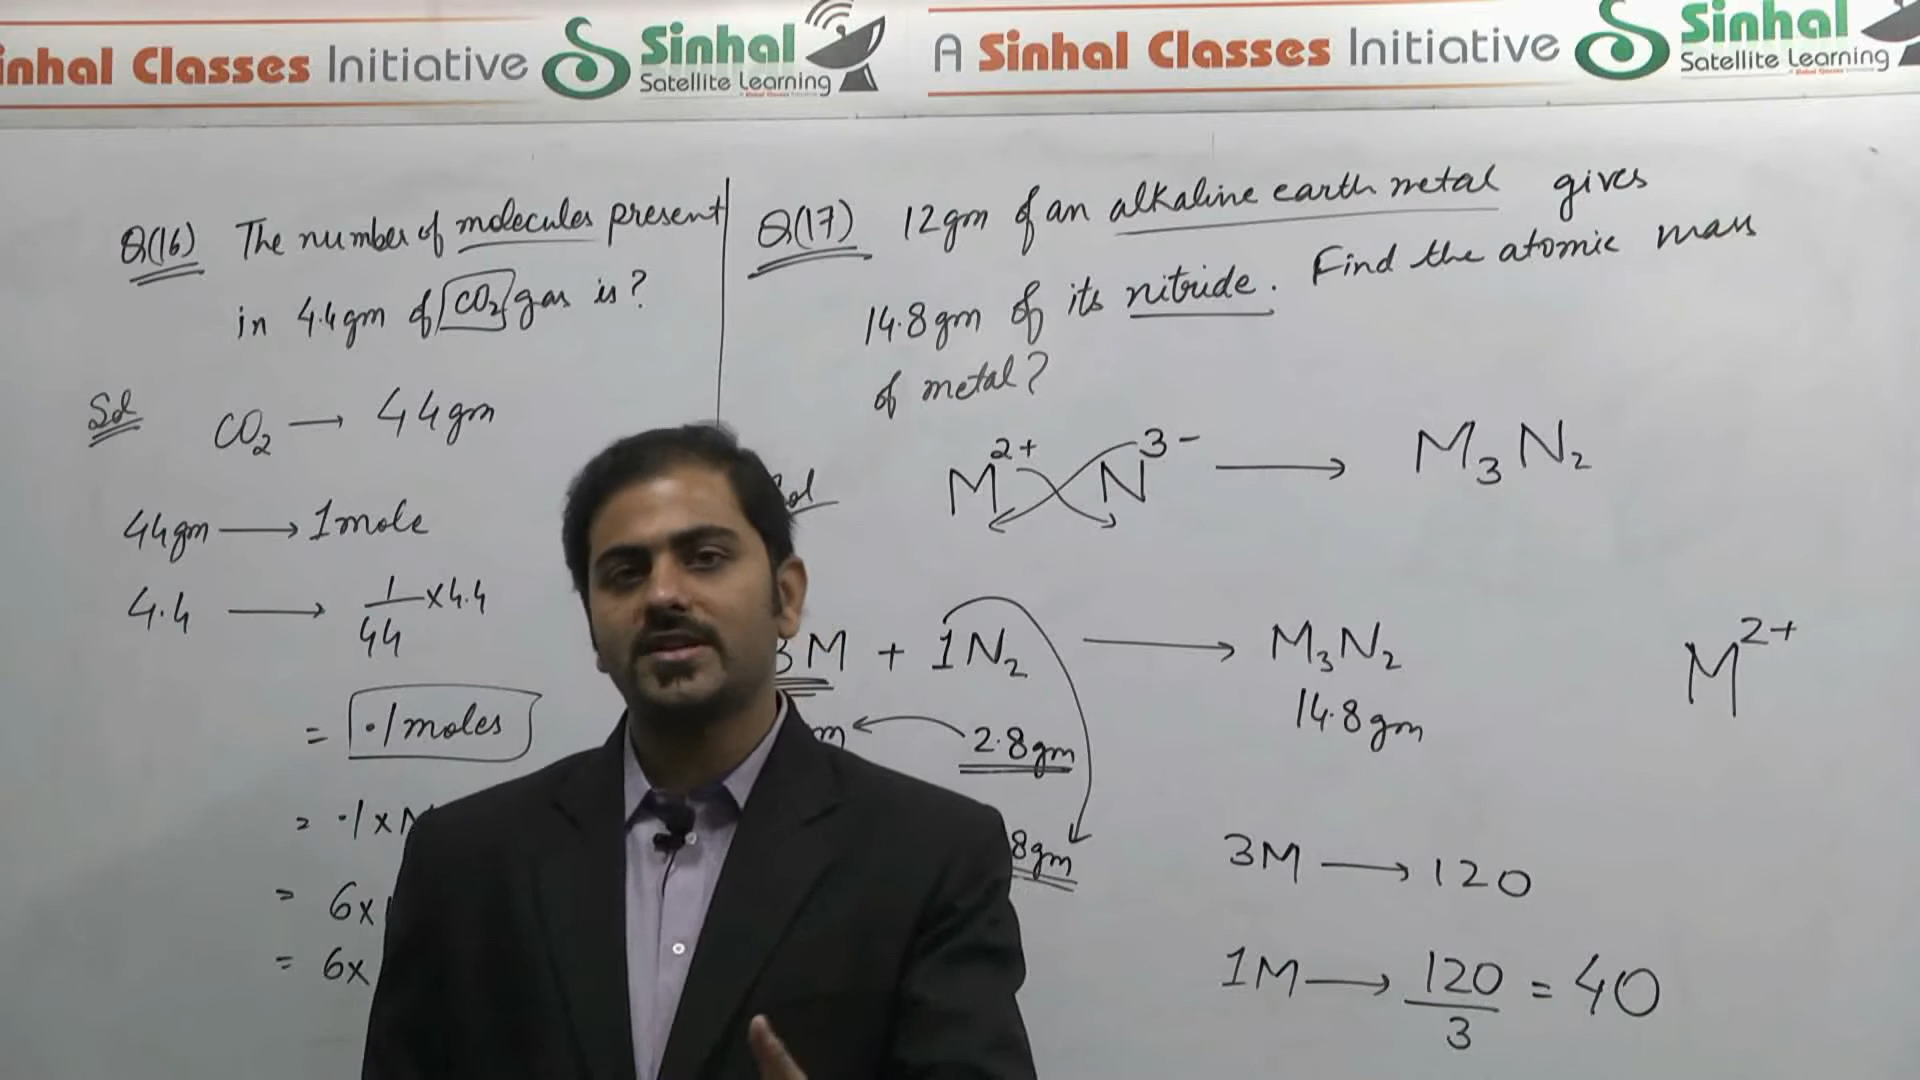 inhal Classes Initiative Sinhal Satellite Learning A Sinhal Classes Initiative Sinhal Satellite Learning
Q(16) The number of molecules present
in 4.4gm of CO2 gas is?
Sol
CO2 → 44gm
44gm → 1mole
4.4 → 1/44 × 4.4
= .1 moles
= .1 × N
= 6×
= 6×
Q(17) 12gm of an alkaline earth metal gives
14.8gm of its nitride. Find the atomic mass
of metal?
M2+ N3- → M3N2
3M + 1N2 → M3N2
m ← 2.8gm 14.8gm
8gm
M2+
3M → 120
1M → 120/3 = 40